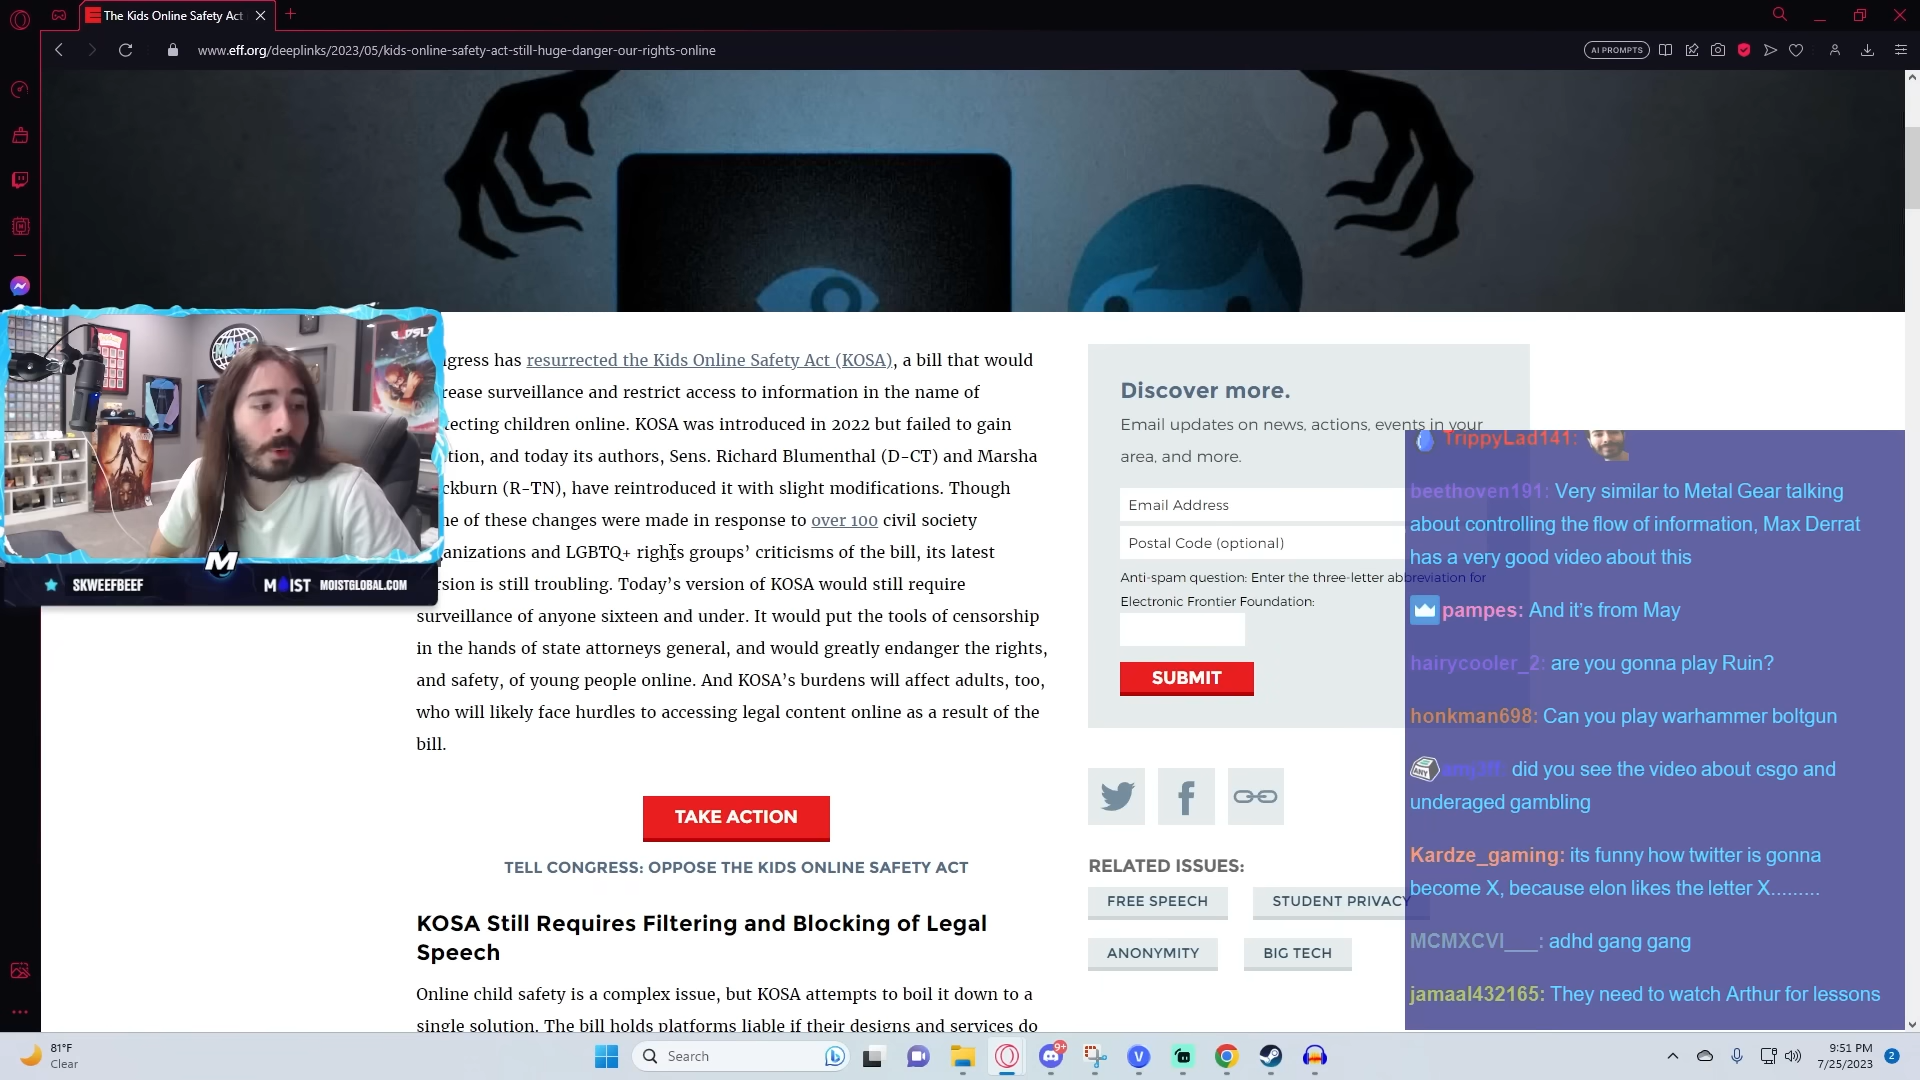 The Kids Online Safety Act
www.eff.org/deeplinks/2023/05/kids-online-safety-act-still-huge-danger-our-rights-online
AI PROMPTS
ngress has resurrected the Kids Online Safety Act (KOSA), a bill that would
rease surveillance and restrict access to information in the name of
tecting children online. KOSA was introduced in 2022 but failed to gain
tion, and today its authors, Sens. Richard Blumenthal (D-CT) and Marsha
ckburn (R-TN), have reintroduced it with slight modifications. Though
ne of these changes were made in response to over 100 civil society
anizations and LGBTQ+ rights groups' criticisms of the bill, its latest
rsion is still troubling. Today's version of KOSA would still require
surveillance of anyone sixteen and under. It would put the tools of censorship
in the hands of state attorneys general, and would greatly endanger the rights,
and safety, of young people online. And KOSA's burdens will affect adults, too,
who will likely face hurdles to accessing legal content online as a result of the
bill.
TAKE ACTION
TELL CONGRESS: OPPOSE THE KIDS ONLINE SAFETY ACT
KOSA Still Requires Filtering and Blocking of Legal
Speech
Online child safety is a complex issue, but KOSA attempts to boil it down to a
single solution. The bill holds platforms liable if their designs and services do
SKWEEFBEEF
M
MOIST
MOISTGLOBAL.COM
Discover more.
Email updates on news, actions, events in your
area, and more.
Email Address
Postal Code (optional)
Anti-spam question: Enter the three-letter abbreviation for
Electronic Frontier Foundation:
SUBMIT
RELATED ISSUES:
FREE SPEECH
STUDENT PRIVACY
ANONYMITY
BIG TECH
TrippyLad141:
beethoven191: Very similar to Metal Gear talking
about controlling the flow of information, Max Derrat
has a very good video about this
pampes: And it's from May
hairycooler_2: are you gonna play Ruin?
honkman698: Can you play warhammer boltgun
did you see the video about csgo and
underaged gambling
Kardze_gaming: its funny how twitter is gonna
become X, because elon likes the letter X.........
MCMXCVI___: adhd gang gang
jamaal432165: They need to watch Arthur for lessons
81°F
Clear
Search
9+
9:51 PM
7/25/2023
2